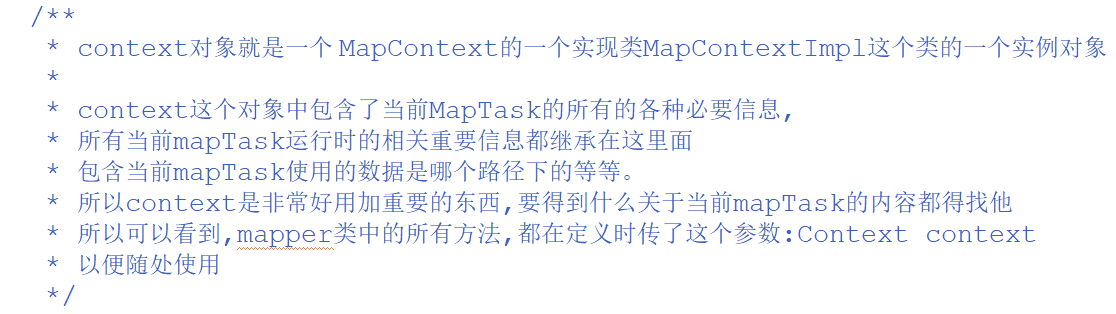 /**
* context对象就是一个 MapContext的一个实现类MapContextImpl这个类的一个实例对象
*
* context这个对象中包含了当前MapTask的所有的各种必要信息,
* 所有当前mapTask运行时的相关重要信息都继承在这里面
* 包含当前mapTask使用的数据是哪个路径下的等等。
* 所以context是非常好用加重要的东西,要得到什么关于当前mapTask的内容都得找他
* 所以可以看到,mapper类中的所有方法,都在定义时传了这个参数:Context context
* 以便随处使用
*/